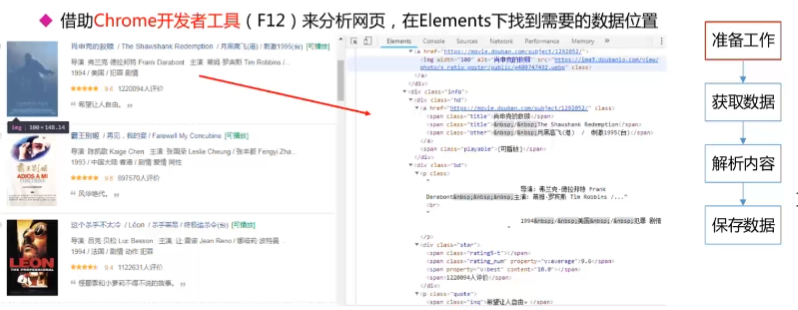 借助Chrome开发者工具（F12）来分析网页，在Elements下找到需要的数据位置
肖申克的救赎 / The Shawshank Redemption / 月黑高飞(港) / 刺激1995(台) [可播放]
导演: 弗兰克·德拉邦特 Frank Darabont 主演: 蒂姆·罗宾斯 Tim Robbins /...
1994 / 美国 / 犯罪 剧情
1220094人评价
“ 希望让人自由。 ”
img | 100 × 148.14
霸王别姬 / 再见，我的妾 / Farewell My Concubine [可播放]
导演: 陈凯歌 Kaige Chen 主演: 张国荣 Leslie Cheung / 张丰毅 Fengyi Zha...
1993 / 中国大陆 香港 / 剧情 爱情 同性
897570人评价
“ 风华绝代。 ”
这个杀手不太冷 / Léon / 杀手莱昂 / 终极追杀令(台) [可播放]
导演: 吕克·贝松 Luc Besson 主演: 让·雷诺 Jean Reno / 娜塔莉·波特曼 ...
1994 / 法国 / 剧情 动作 犯罪
9.4 1122631人评价
“ 怪蜀黍和小萝莉不得不说的故事。 ”
LEON
THE PROFESSIONAL
Elements Console Sources Network Performance Memory
<a href="https://movie.douban.com/subject/1292052/">
<img width="100" alt="肖申克的救赎" src="https://img3.doubanio.com/view/
photo/s_ratio_poster/public/p480747492.webp" class>
</a>
</div>
<div class="info">
<div class="hd">
<a href="https://movie.douban.com/subject/1292052/" class>
<span class="title">肖申克的救赎</span>
<span class="title">&nbsp;/&nbsp;The Shawshank Redemption</span>
<span class="other">&nbsp;/&nbsp;月黑高飞(港) / 刺激1995(台)</span>
</a>
<span class="playable">[可播放]</span>
</div>
<div class="bd">
<p class>
"
导演: 弗兰克·德拉邦特 Frank
Darabont&nbsp;&nbsp;&nbsp;主演: 蒂姆·罗宾斯 Tim Robbins /..."
<br>
"
1994&nbsp;/&nbsp;美国&nbsp;/&nbsp;犯罪 剧情
"
</p>
<div class="star">
<span class="rating5-t"></span>
<span class="rating_num" property="v:average">9.6</span>
<span property="v:best" content="10.0"></span>
<span>1220094人评价</span>
</div>
<p class="quote">
<span class="inq">希望让人自由。</span>
准备工作
获取数据
解析内容
保存数据